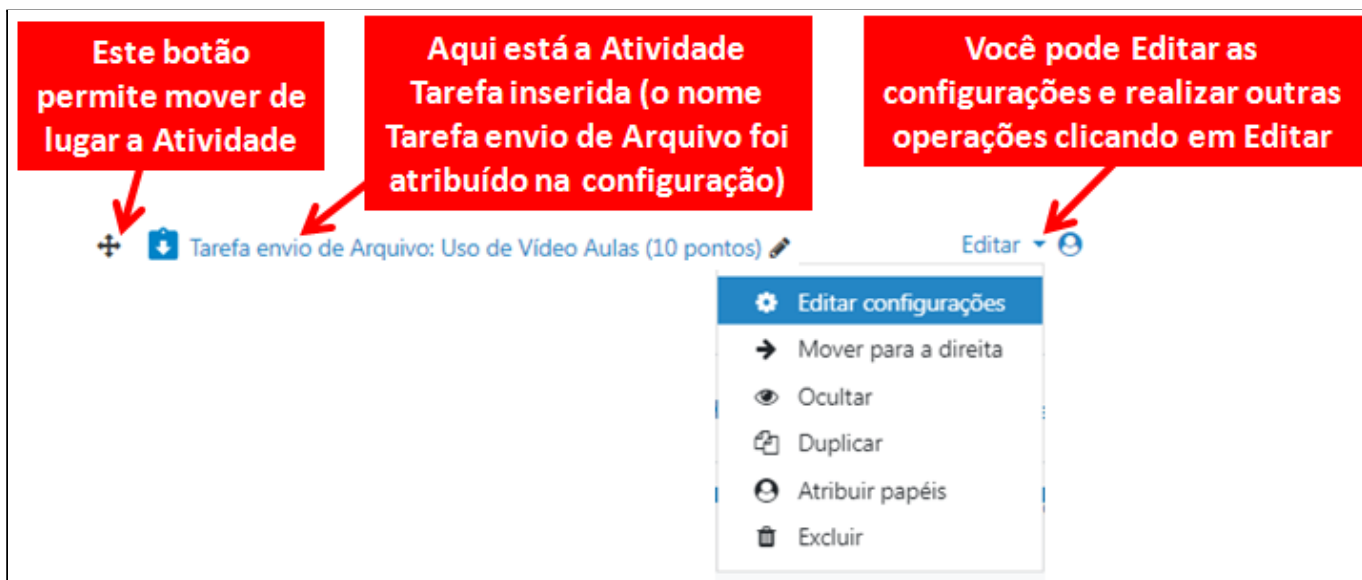 Este botão
permite mover de
lugar a Atividade
Aqui está a Atividade
Tarefa inserida (o nome
Tarefa envio de Arquivo foi
atribuído na configuração)
Você pode Editar as
configurações e realizar outras
operações clicando em Editar
Tarefa envio de Arquivo: Uso de Vídeo Aulas (10 pontos)
Editar
Editar configurações
Mover para a direita
Ocultar
Duplicar
Atribuir papéis
Excluir